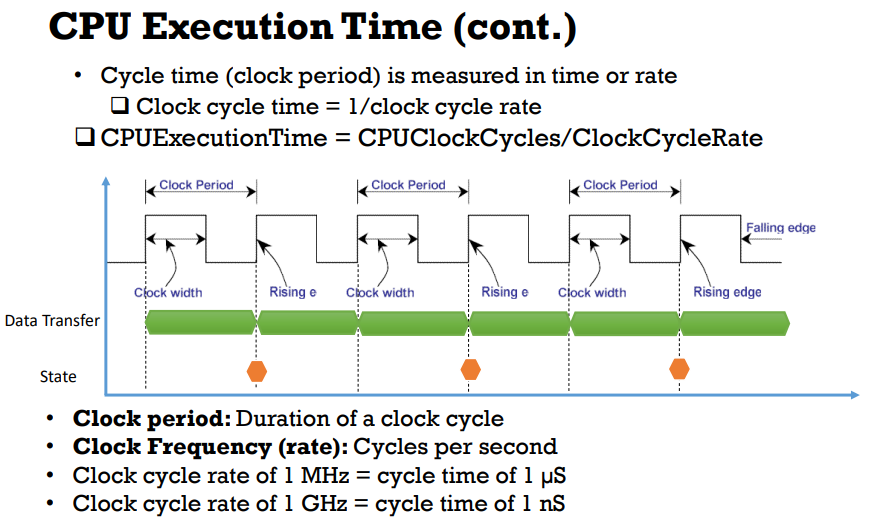 CPU Execution Time (cont.)
• Cycle time (clock period) is measured in time or rate
❑ Clock cycle time = 1/clock cycle rate
❑ CPUExecutionTime = CPUClockCycles/ClockCycleRate
Clock Period Clock Period Clock Period
Falling edge
Clock width Rising e Clock width Rising e Clock width Rising edge
Data Transfer
State
• Clock period: Duration of a clock cycle
• Clock Frequency (rate): Cycles per second
• Clock cycle rate of 1 MHz = cycle time of 1 µS
• Clock cycle rate of 1 GHz = cycle time of 1 nS